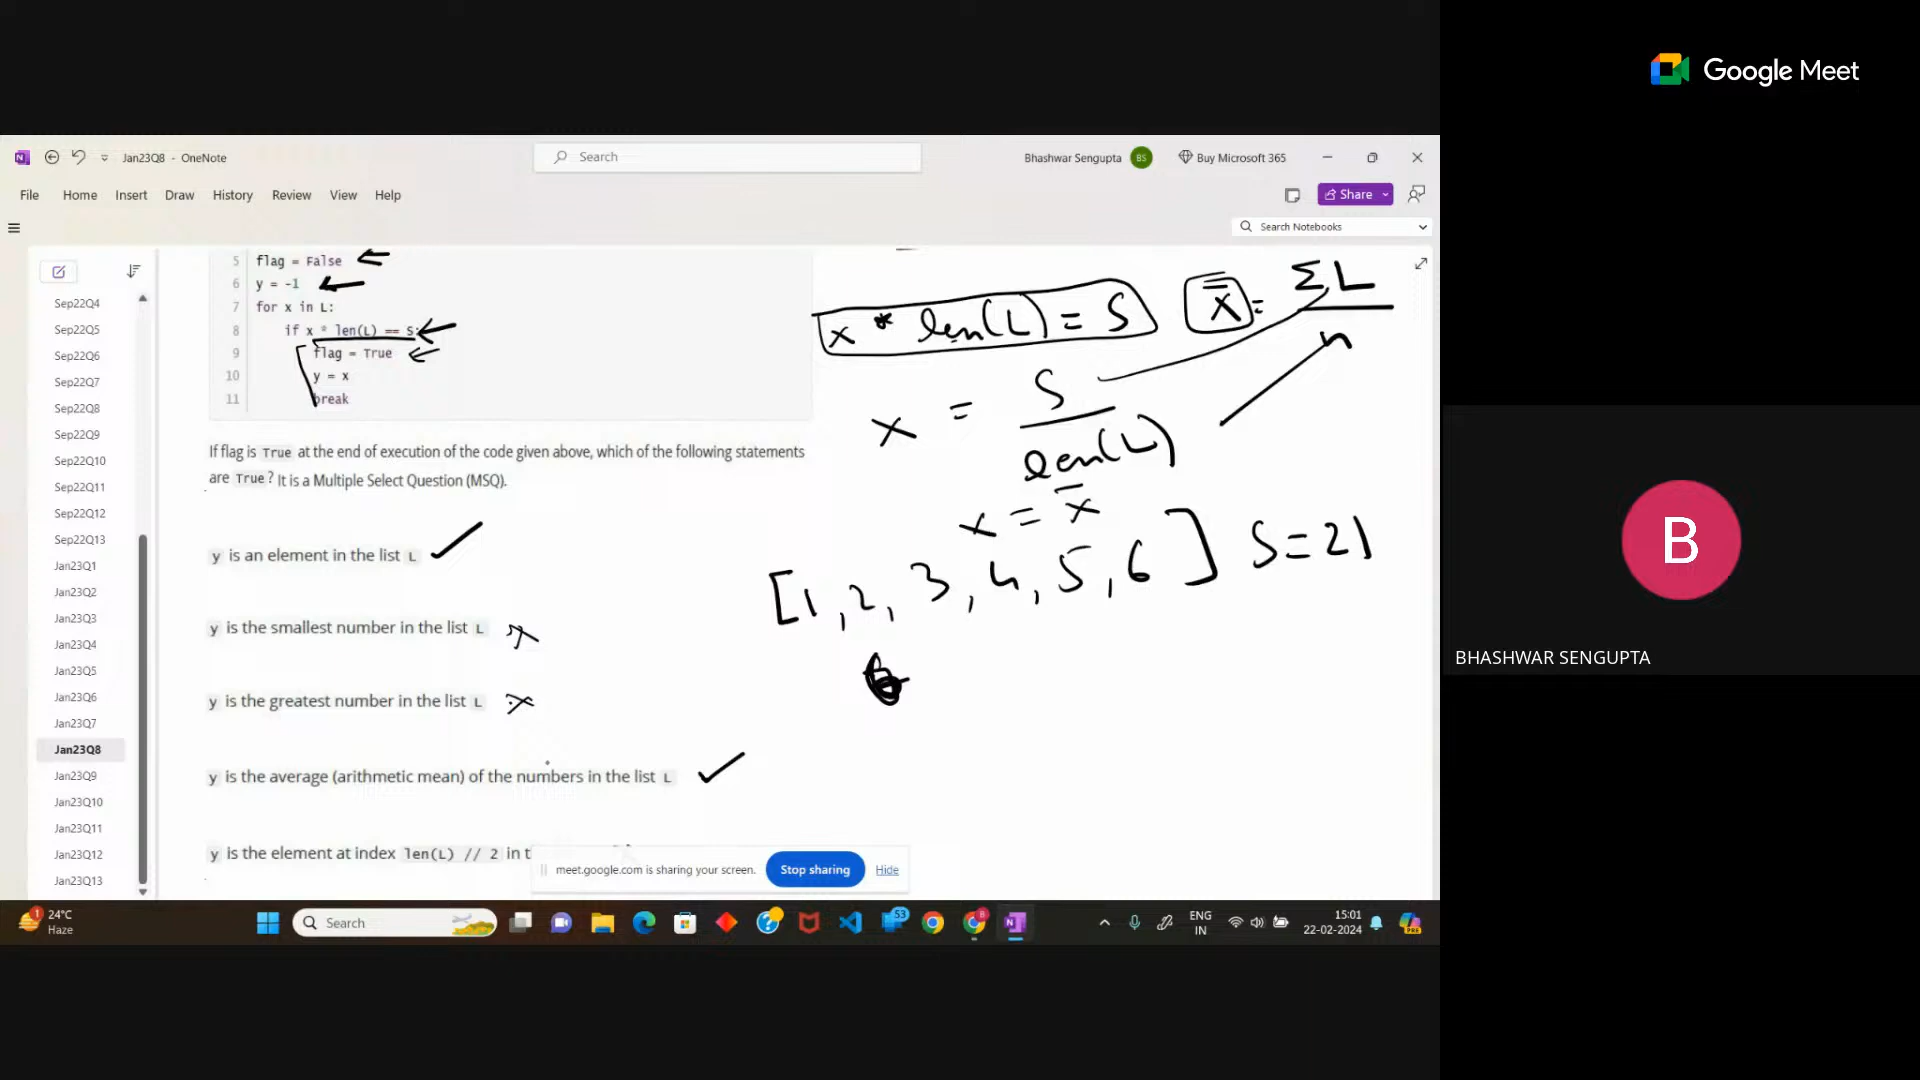 Google Meet
Jan23Q8 - OneNote
Search
Bhashwar Sengupta
BS
Buy Microsoft 365
File Home Insert Draw History Review View Help
Share
Search Notebooks
Sep22Q4
Sep22Q5
Sep22Q6
Sep22Q7
Sep22Q8
Sep22Q9
Sep22Q10
Sep22Q11
Sep22Q12
Sep22Q13
Jan23Q1
Jan23Q2
Jan23Q3
Jan23Q4
Jan23Q5
Jan23Q6
Jan23Q7
Jan23Q8
Jan23Q9
Jan23Q10
Jan23Q11
Jan23Q12
Jan23Q13
5 flag = False
6 y = -1
7 for x in L:
8 if x * len(L) == S:
9 flag = True
10 y = x
11 break
If flag is True at the end of execution of the code given above, which of the following statements
are True? It is a Multiple Select Question (MSQ).
y is an element in the list L
y is the smallest number in the list L
y is the greatest number in the list L
y is the average (arithmetic mean) of the numbers in the list L
y is the element at index len(L) // 2 in t
x * len(L) = S
x̄ = ΣL / n
x = S / len(L)
x = x̄
[1, 2, 3, 4, 5, 6] S = 21
meet.google.com is sharing your screen.
Stop sharing
Hide
B
BHASHWAR SENGUPTA
1
24°C
Haze
Search
53
ENG
IN
15:01
22-02-2024